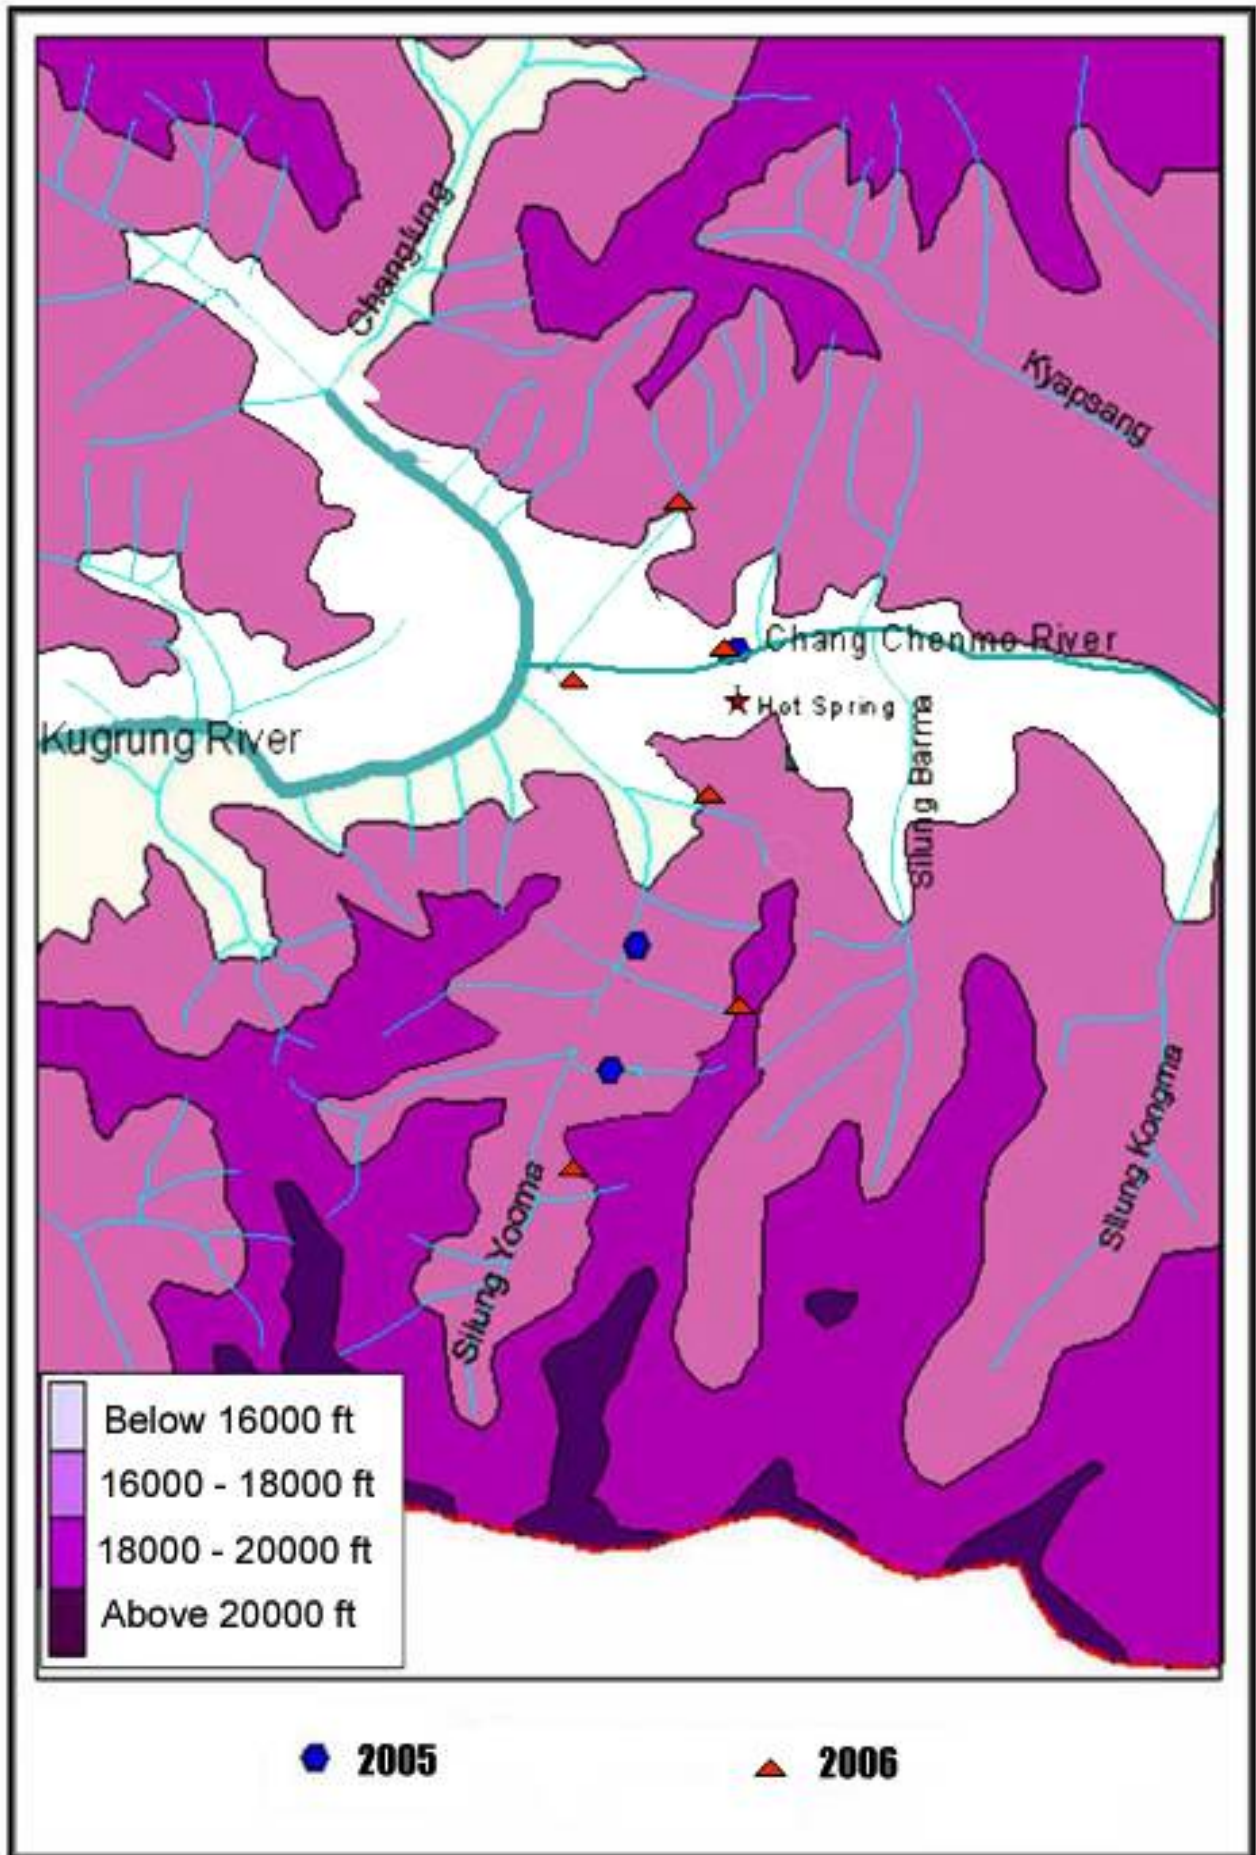 Changlung
Kyapsang
Chang Chenmo River
Hot Spring
Kugrung River
Silung Barma
Silung Kongma
Silung Yooma
Below 16000 ft
16000 - 18000 ft
18000 - 20000 ft
Above 20000 ft
2005
2006